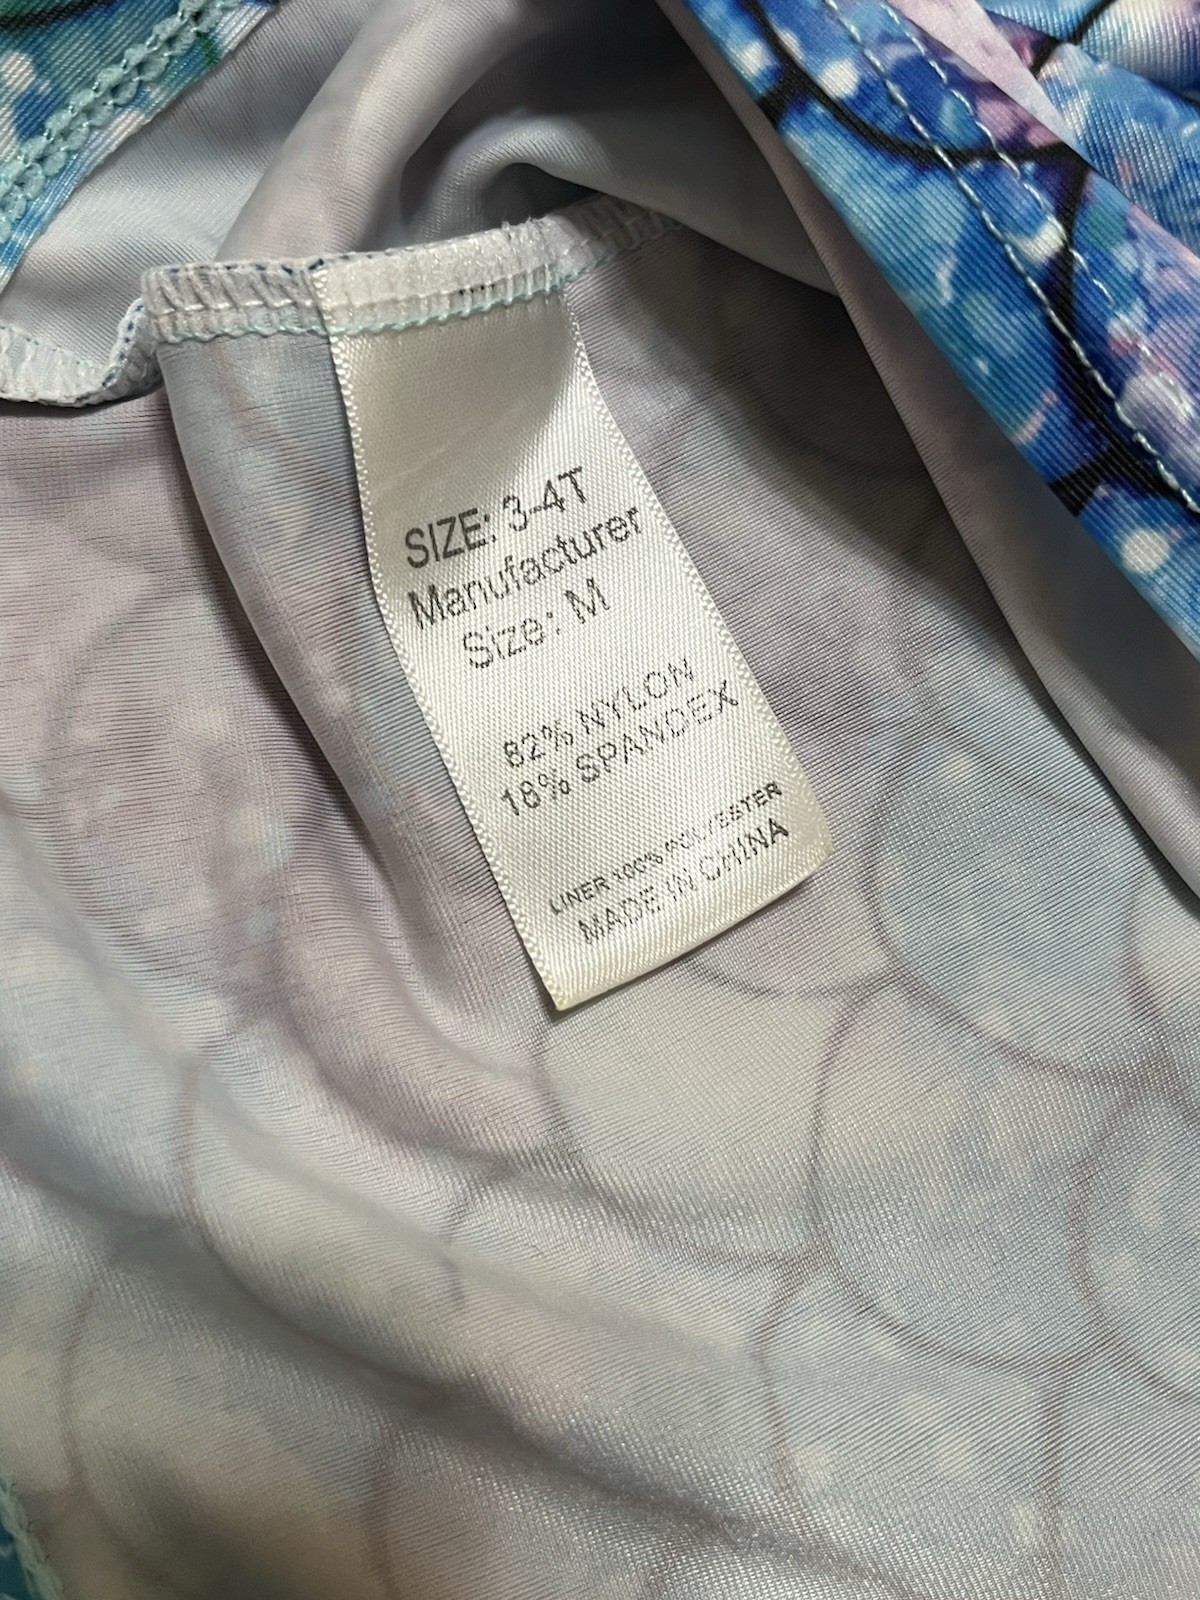 SIZE: 3-4T
Manufacturer
Size: M
82% NYLON
18% SPANDEX
LINER 100% POLYESTER
MADE IN CHINA